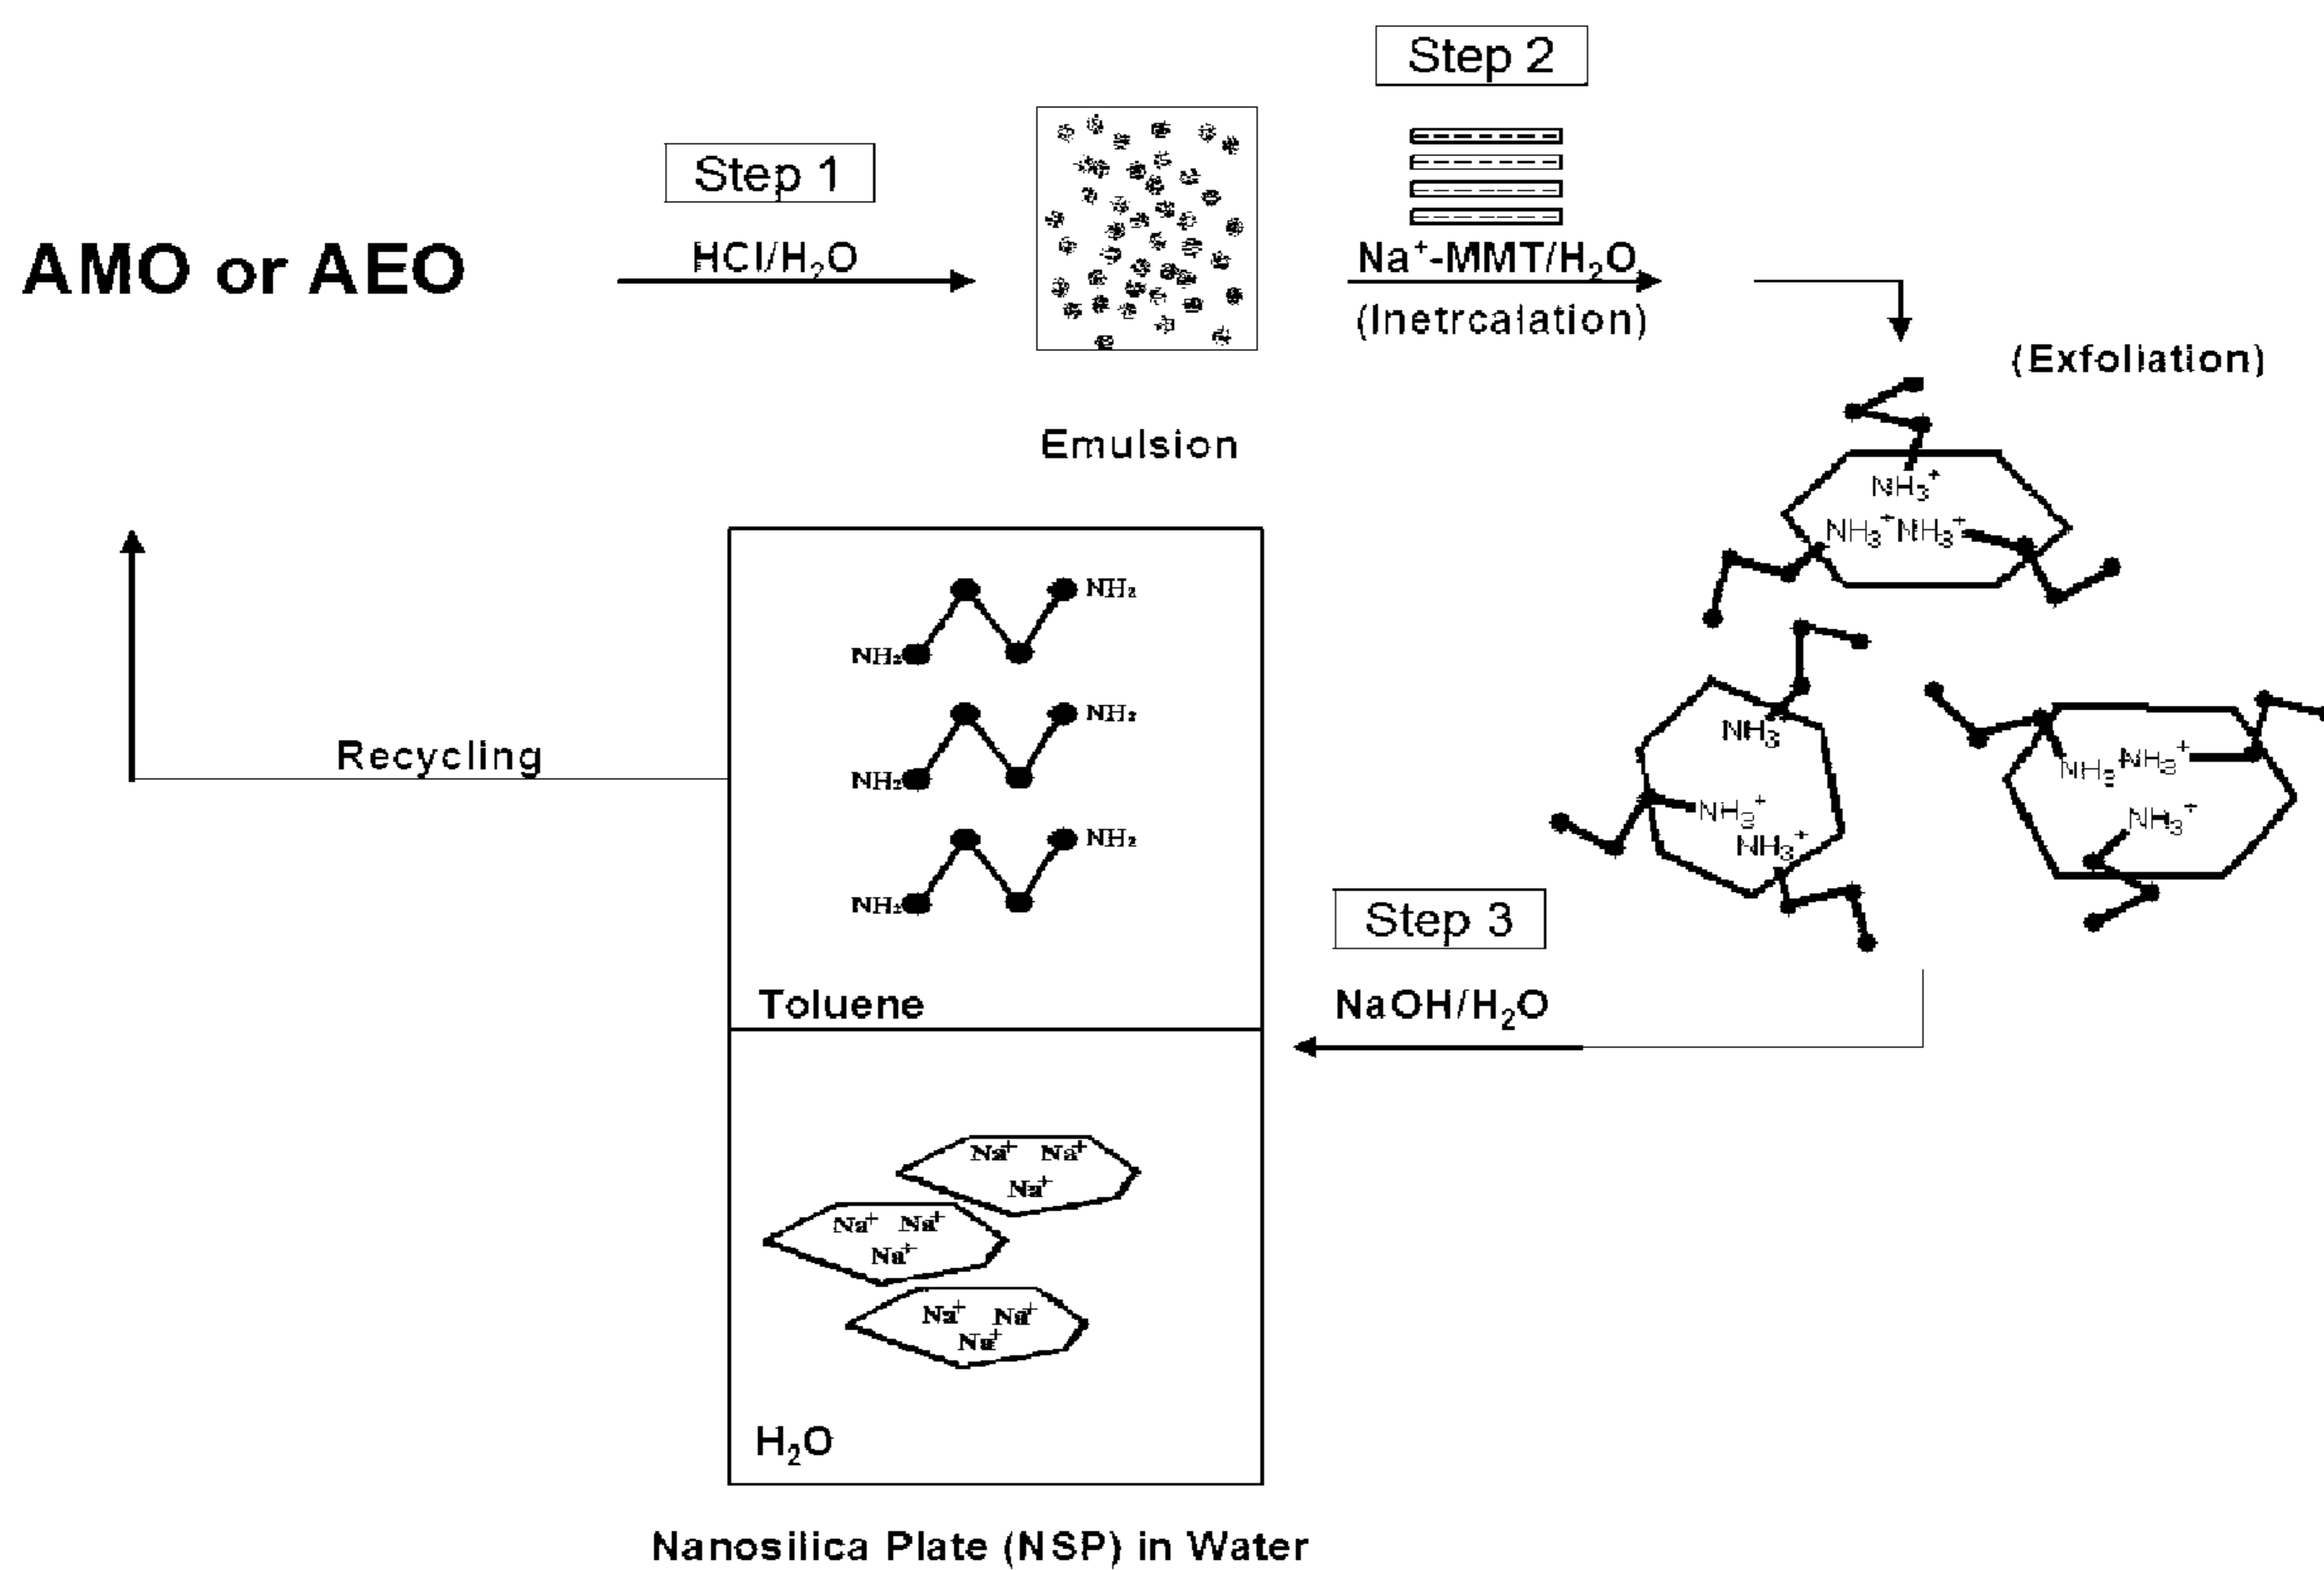 Step 2
Step 1
AMO or AEO
HCl/H₂O
Na⁺-MMT/H₂O
(Inetrcalation)
(Exfoliation)
Emulsion
NH₃⁺
NH₃⁺ NH₃⁺
NH₂
NH₂
NH₂
NH₂
NH₂
NH₂
Recycling
NH₃
NH₃⁺
NH₃⁺
NH₃ NH₃⁺
NH₃⁺
Step 3
Toluene
NaOH/H₂O
Na⁺ Na⁺
Na⁺
Na⁺ Na⁺
Na⁺
Na⁺ Na⁺
Na⁺
H₂O
Nanosilica Plate (NSP) in Water